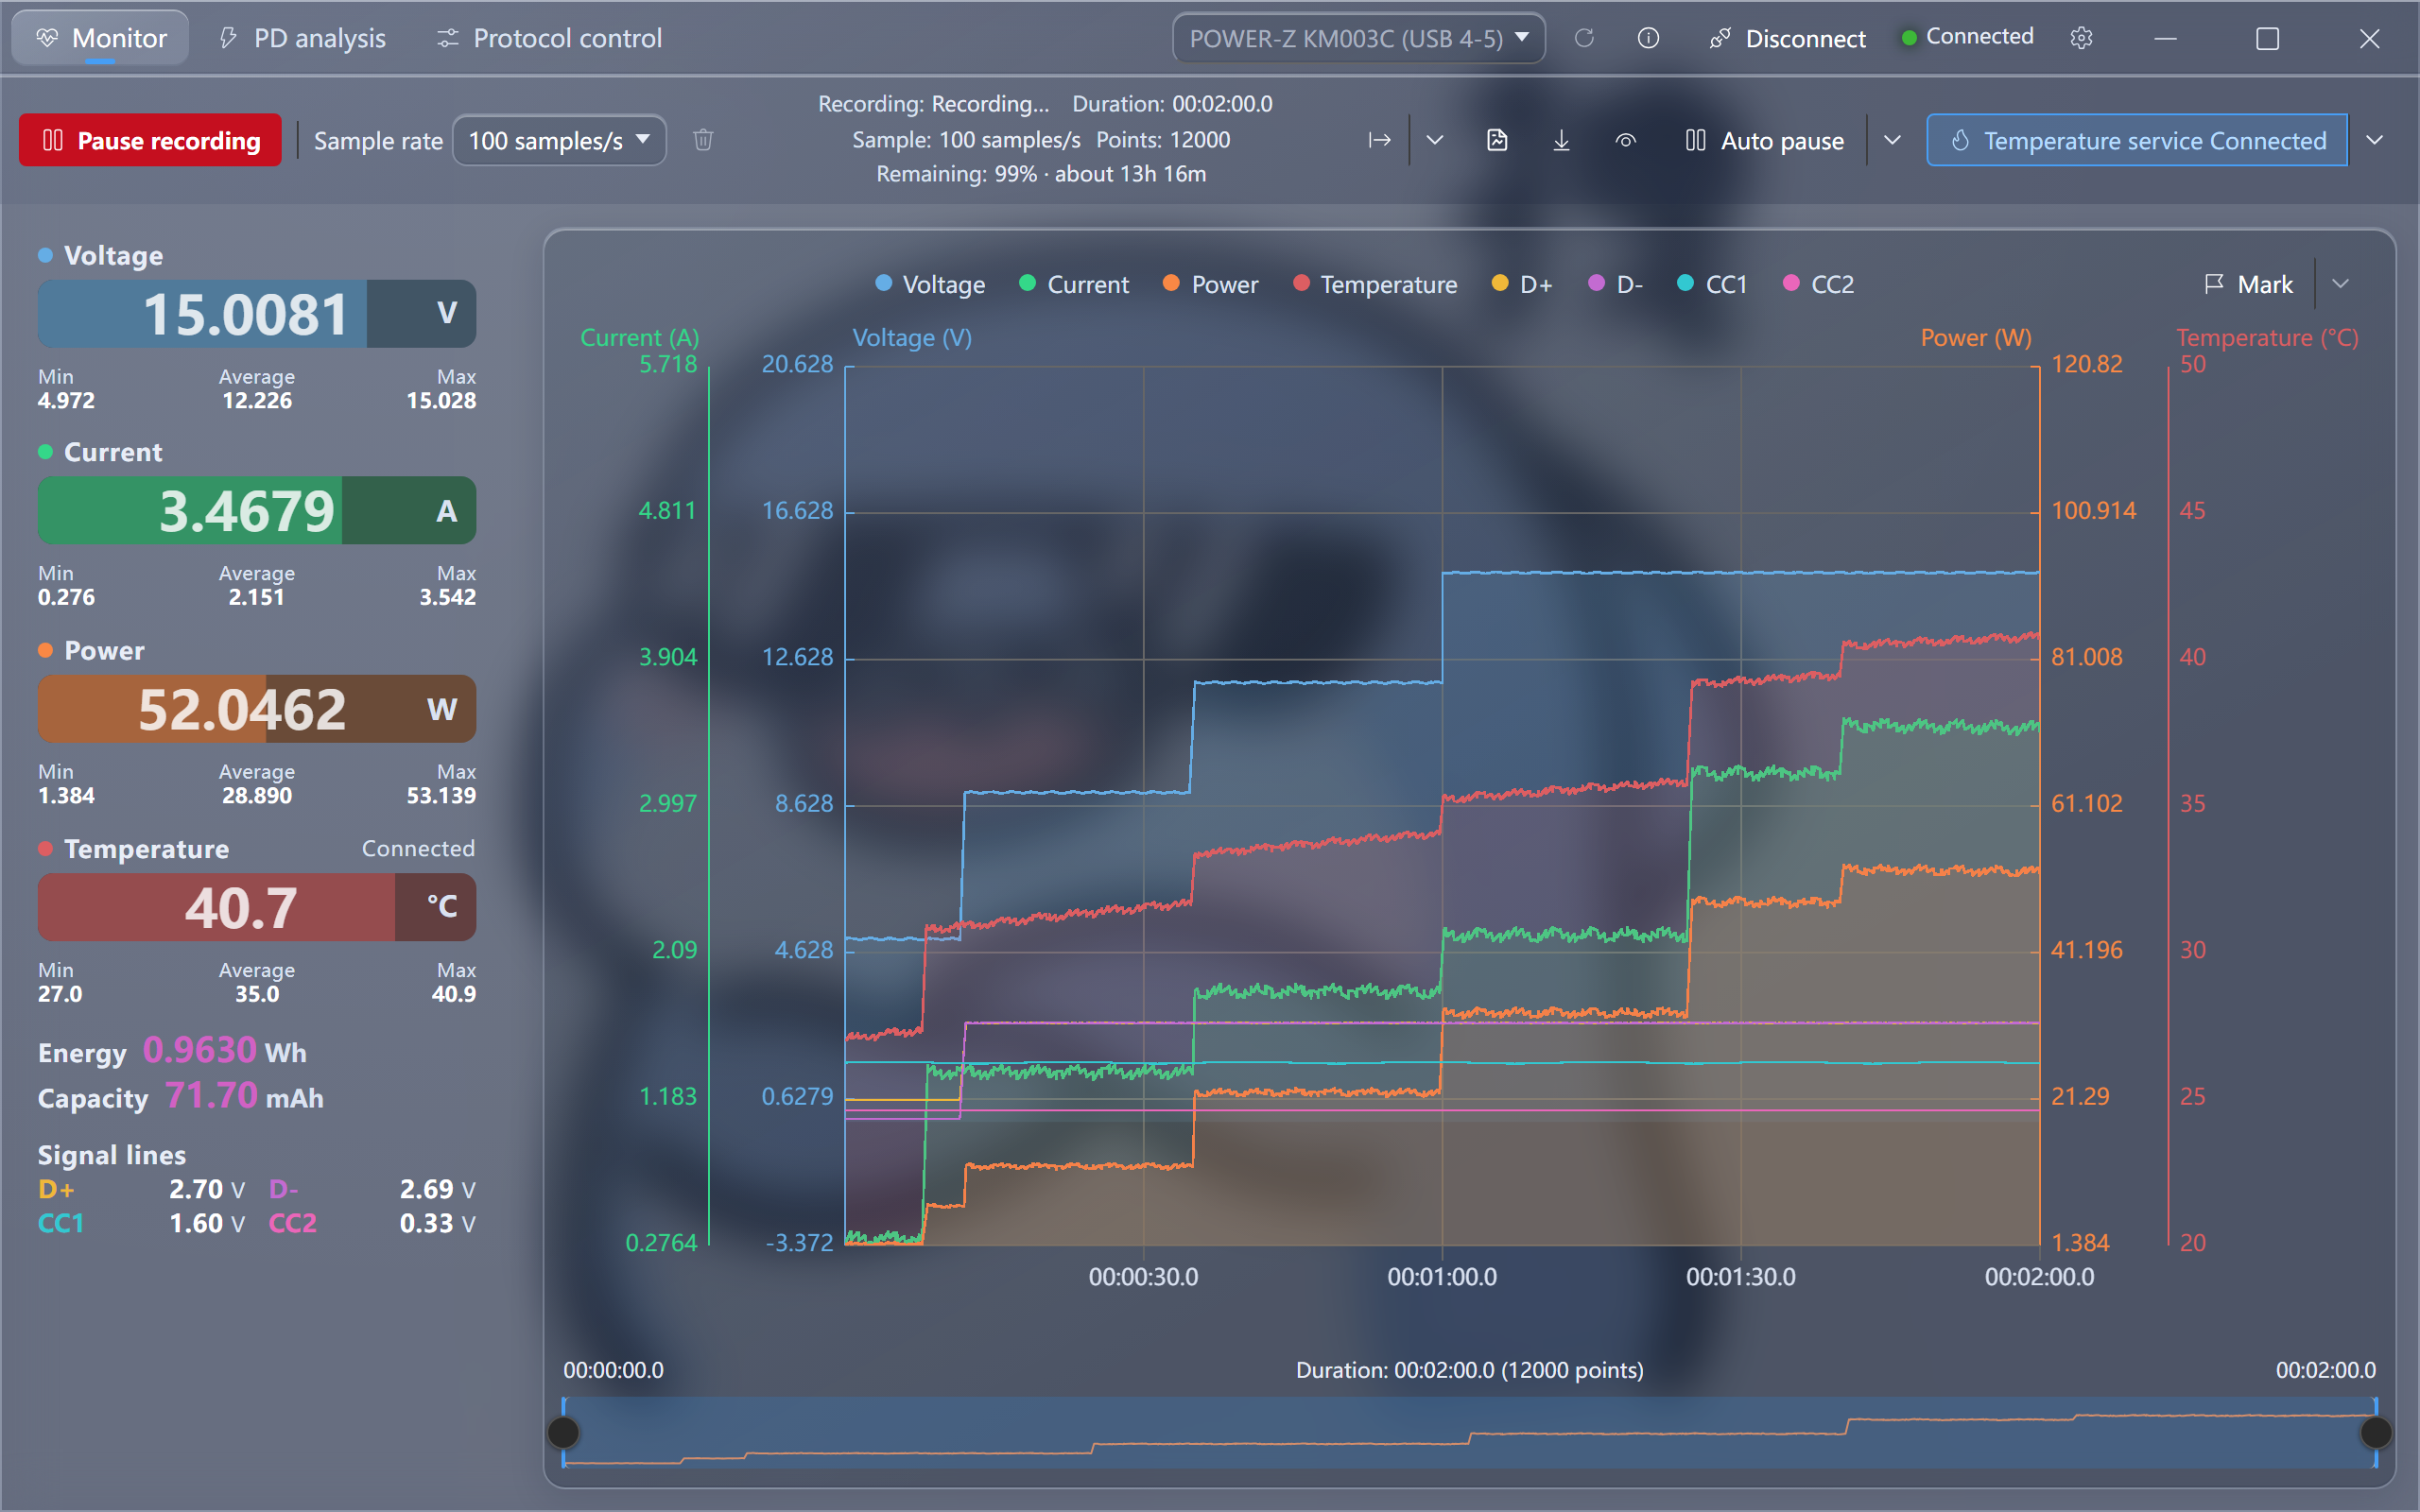 Monitor PD analysis Protocol control POWER-Z KM003C (USB 4-5) Disconnect Connected
Pause recording Sample rate 100 samples/s
Recording: Recording... Duration: 00:02:00.0
Sample: 100 samples/s Points: 12000
Remaining: 99% · about 13h 16m
Auto pause Temperature service Connected
Voltage
15.0081 V
Min Average Max
4.972 12.226 15.028
Current
3.4679 A
Min Average Max
0.276 2.151 3.542
Power
52.0462 W
Min Average Max
1.384 28.890 53.139
Temperature Connected
40.7 °C
Min Average Max
27.0 35.0 40.9
Energy 0.9630 Wh
Capacity 71.70 mAh
Signal lines
D+ 2.70 V D- 2.69 V
CC1 1.60 V CC2 0.33 V
Voltage Current Power Temperature D+ D- CC1 CC2 Mark
Current (A) Voltage (V) Power (W) Temperature (°C)
5.718 20.628 120.82 50
4.811 16.628 100.914 45
3.904 12.628 81.008 40
2.997 8.628 61.102 35
2.09 4.628 41.196 30
1.183 0.6279 21.29 25
0.2764 -3.372 1.384 20
00:00:30.0 00:01:00.0 00:01:30.0 00:02:00.0
00:00:00.0 Duration: 00:02:00.0 (12000 points) 00:02:00.0